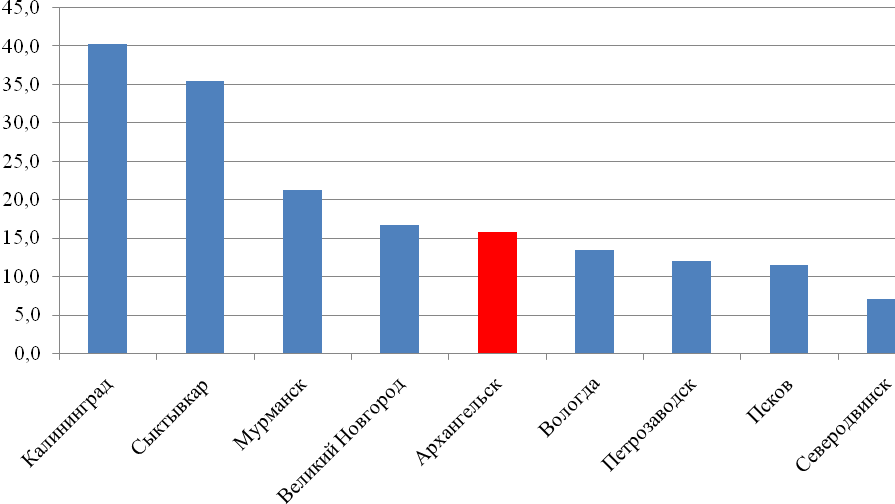 45,0
40,0
35,0
30,0
25,0
20,0
15,0
10,0
5,0
0,0
Калининград
Сыктывкар
Мурманск
Великий Новгород
Архангельск
Вологда
Петрозаводск
Псков
Северодвинск